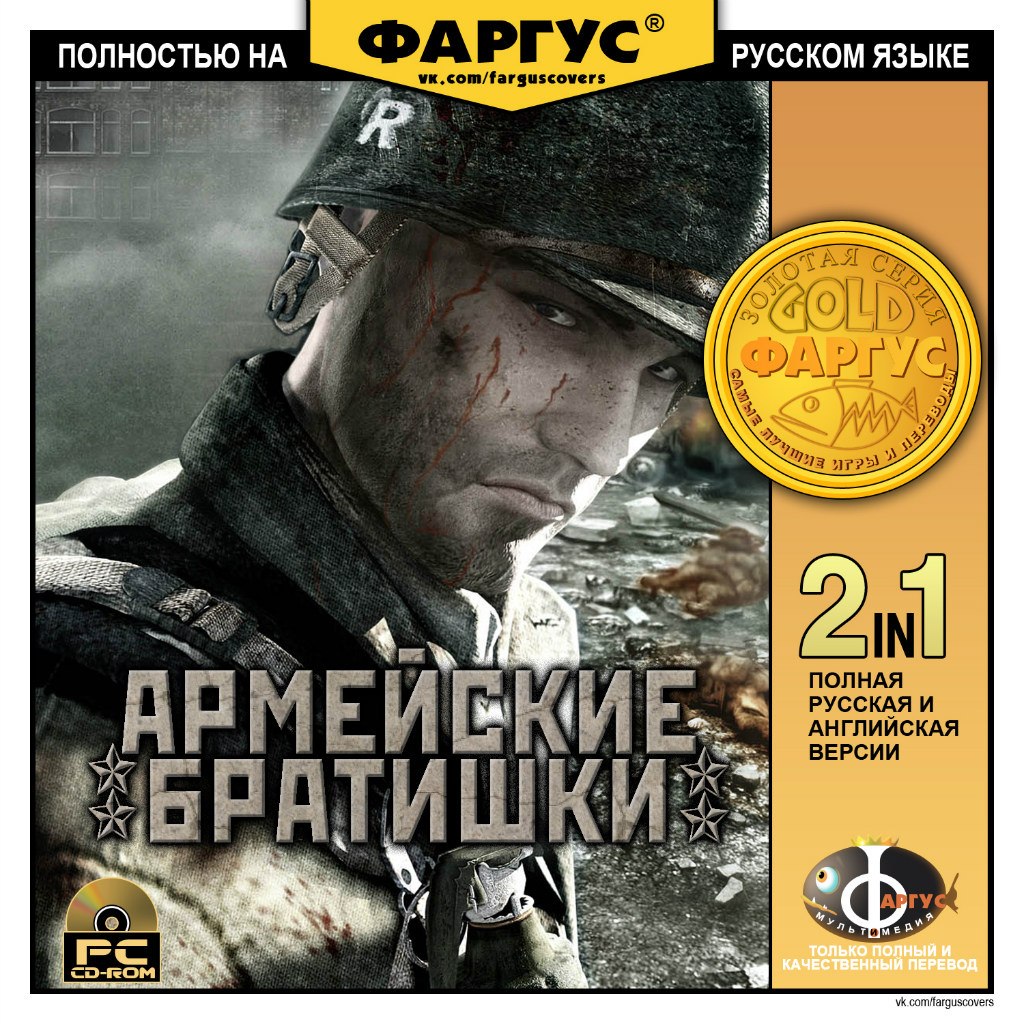 ПОЛНОСТЬЮ НА
ФАРГУС®
vk.com/farguscovers
РУССКОМ ЯЗЫКЕ
R
ЗОЛОТАЯ СЕРИЯ
GOLD
ФАРГУС
САМЫЕ ЛУЧШИЕ ИГРЫ И ПЕРЕВОДЫ
2IN1
ПОЛНАЯ
РУССКАЯ И
АНГЛИЙСКАЯ
ВЕРСИИ
АРМЕЙСКИЕ
БРАТИШКИ
PC
CD-ROM
ФАРГУС
МУЛЬТИМЕДИЯ
ТОЛЬКО ПОЛНЫЙ И
КАЧЕСТВЕННЫЙ ПЕРЕВОД
vk.com/farguscovers